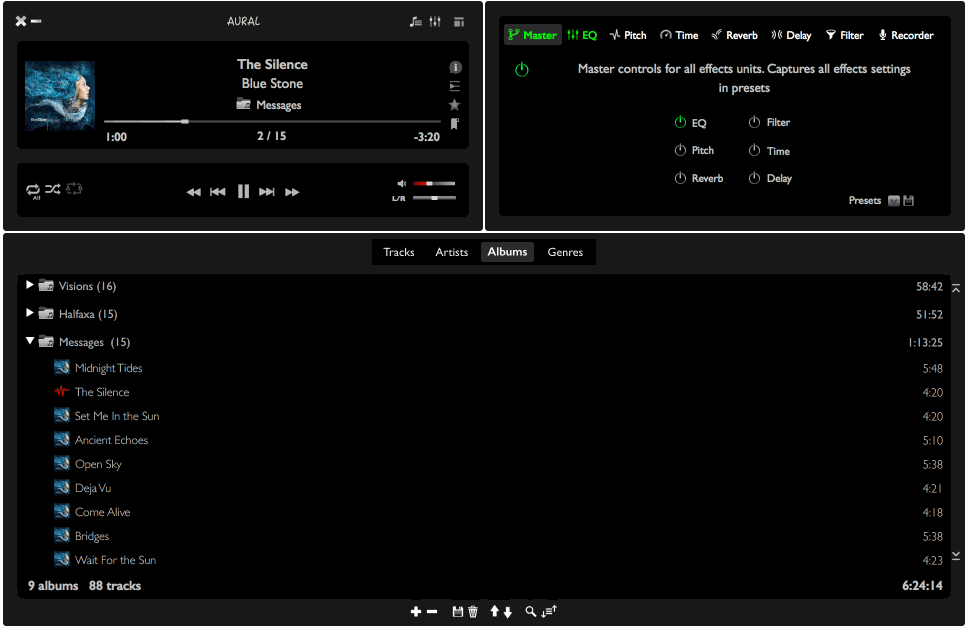 AURAL
The Silence
Blue Stone
Messages
1:00 2 / 15 -3:20
All
L/R
Master EQ Pitch Time Reverb Delay Filter Recorder
Master controls for all effects units. Captures all effects settings
in presets
EQ Filter
Pitch Time
Reverb Delay
Presets
Tracks Artists Albums Genres
Visions (16) 58:42
Halfaxa (15) 51:52
Messages (15) 1:13:25
Midnight Tides 5:48
The Silence 4:20
Set Me In the Sun 4:20
Ancient Echoes 5:10
Open Sky 5:38
Deja Vu 4:21
Come Alive 4:18
Bridges 5:38
Wait For the Sun 4:23
9 albums 88 tracks 6:24:14